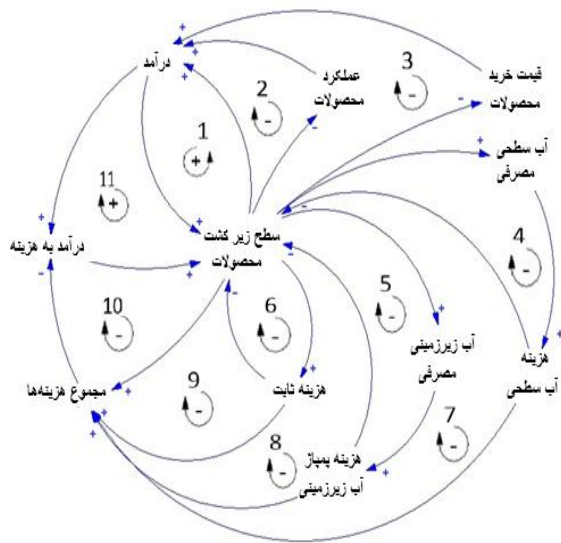 درآمد
عملکرد
محصولات
قیمت خرید
محصولات
آب سطحی
مصرفی
سطح زیر کشت
محصولات
درآمد به هزینه
آب زیرزمینی
مصرفی
هزینه
آب سطحی
مجموع هزینه‌ها
هزینه ثابت
هزینه پمپاژ
آب زیرزمینی
1
+
2
-
3
-
4
-
5
-
6
-
7
-
8
-
9
-
10
-
11
+